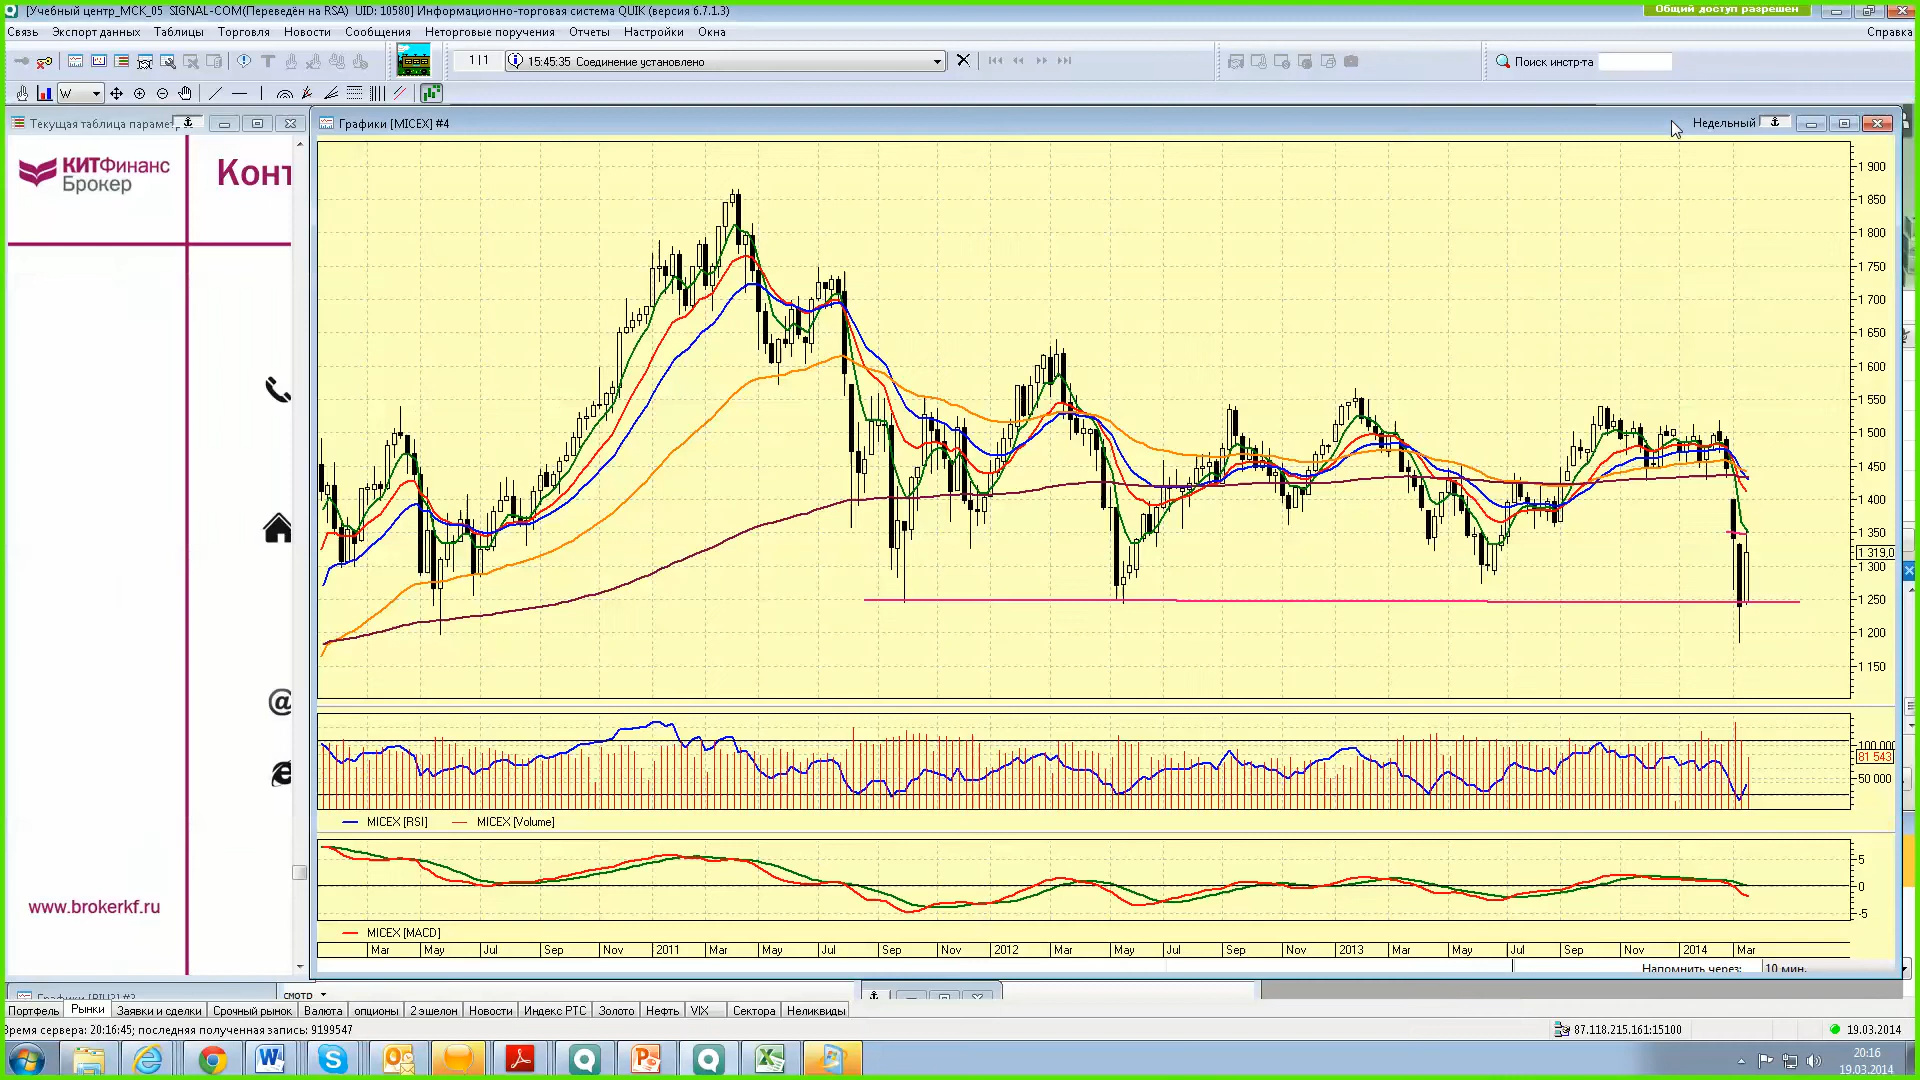 [Учебный центр_МСК_05 SIGNAL-COM(Переведён на RSA) UID: 10580] Информационно-торговая система QUIK (версия 6.7.1.3)
Общий доступ разрешен
Связь Экспорт данных Таблицы Торговля Новости Сообщения Неторговые поручения Отчеты Настройки Окна
Справка
1|1 15:45:35 Соединение установлено
Поиск инстр-та
W
Текущая таблица параме
Графики [MICEX] #4
Недельный
КИТФинанс
Брокер
Конт
www.brokerkf.ru
1 900
1 850
1 800
1 750
1 700
1 650
1 600
1 550
1 500
1 450
1 400
1 350
1 319,0
1 300
1 250
1 200
1 150
100 000
81 543
50 000
MICEX [RSI] MICEX [Volume]
5
0
-5
MICEX [MACD]
Mar May Jul Sep Nov 2011 Mar May Jul Sep Nov 2012 Mar May Jul Sep Nov 2013 Mar May Jul Sep Nov 2014 Mar
Напомнить через: 10 мин.
смотр
Портфель Рынки Заявки и сделки Срочный рынок Валюта опционы 2 эшелон Новости Индекс РТС Золото Нефть VIX Сектора Неликвиды
Время сервера: 20:16:45; последняя полученная запись: 9199547
87.118.215.161:15100
19.03.2014
20:16
19.03.2014